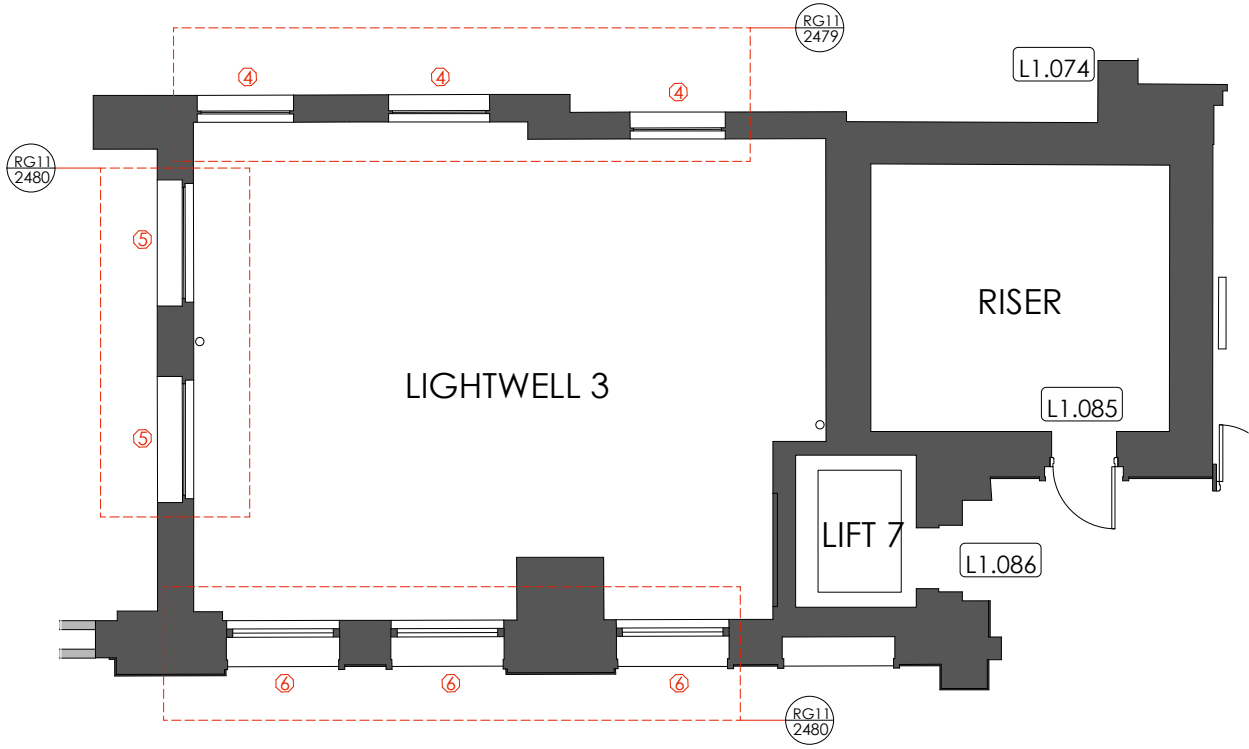 RG11
2479
L1.074
4
4
4
RG11
2480
5
RISER
LIGHTWELL 3
L1.085
5
LIFT 7
L1.086
6
6
6
RG11
2480